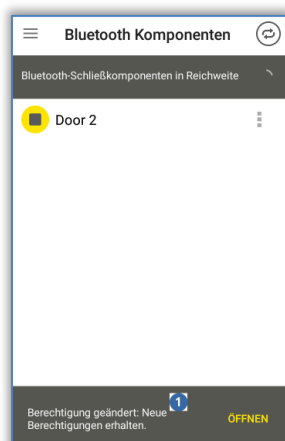 Bluetooth Komponenten
Bluetooth-Schließkomponenten in Reichweite
Door 2
Berechtigung geändert: Neue 1
Berechtigungen erhalten.
ÖFFNEN